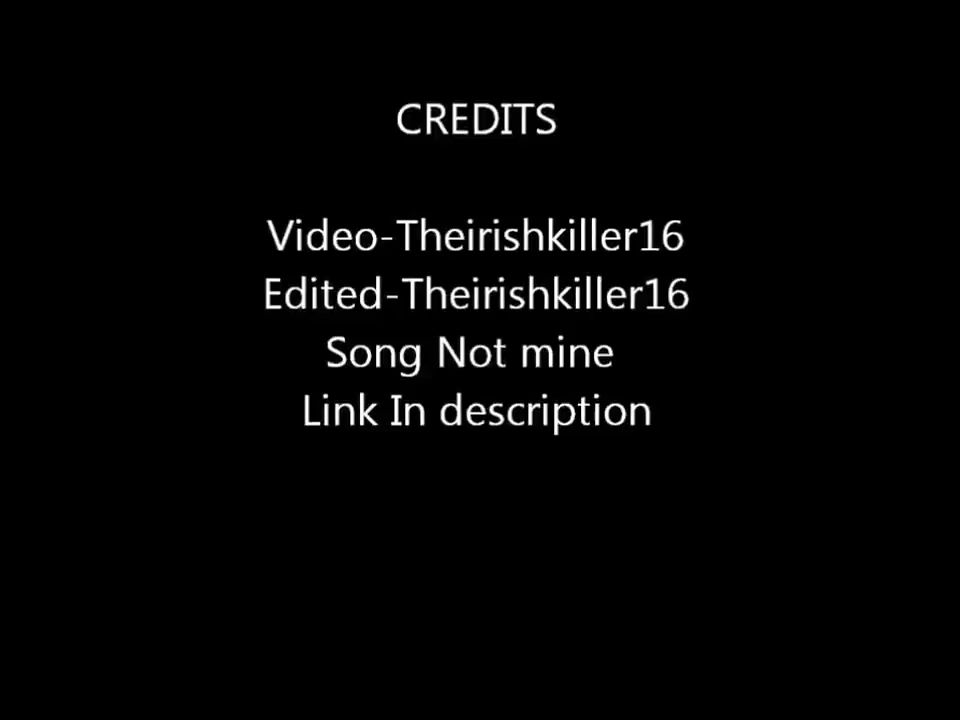 CREDITS
Video-Theirishkiller16
Edited-Theirishkiller16
Song Not mine
Link In description